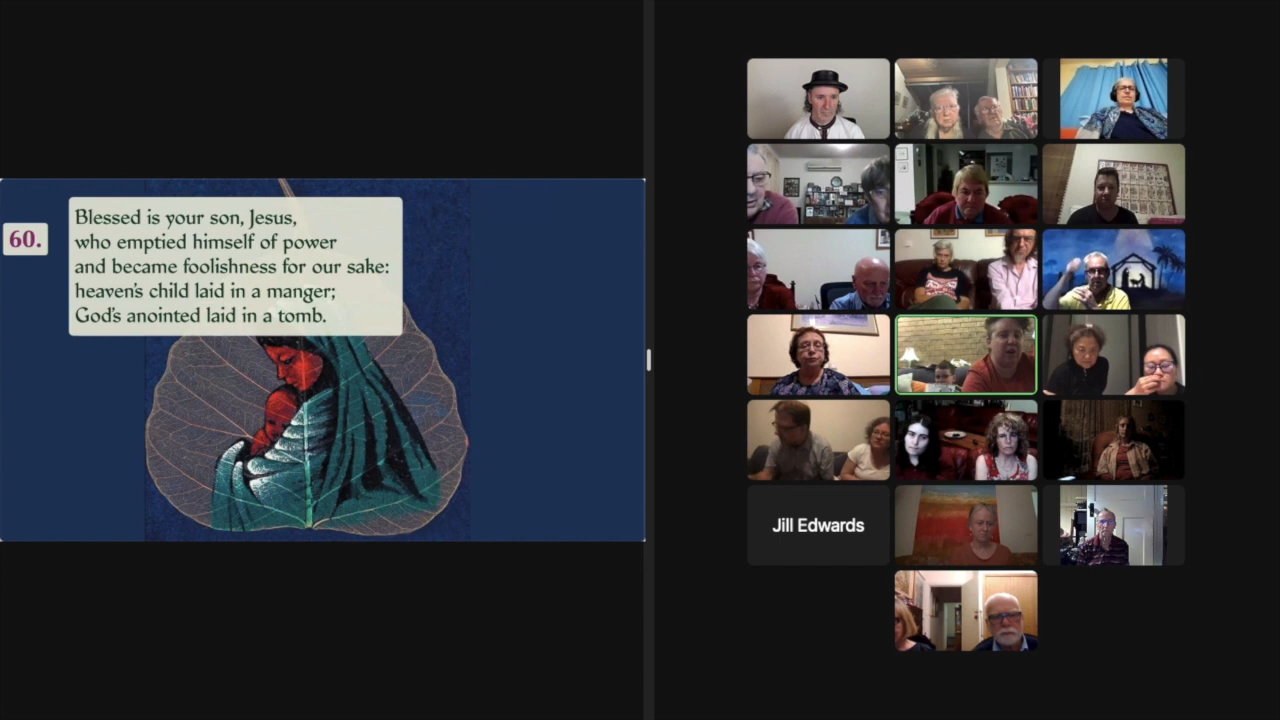 60.
Blessed is your son, Jesus,
who emptied himself of power
and became foolishness for our sake:
heaven's child laid in a manger;
God's anointed laid in a tomb.
Jill Edwards